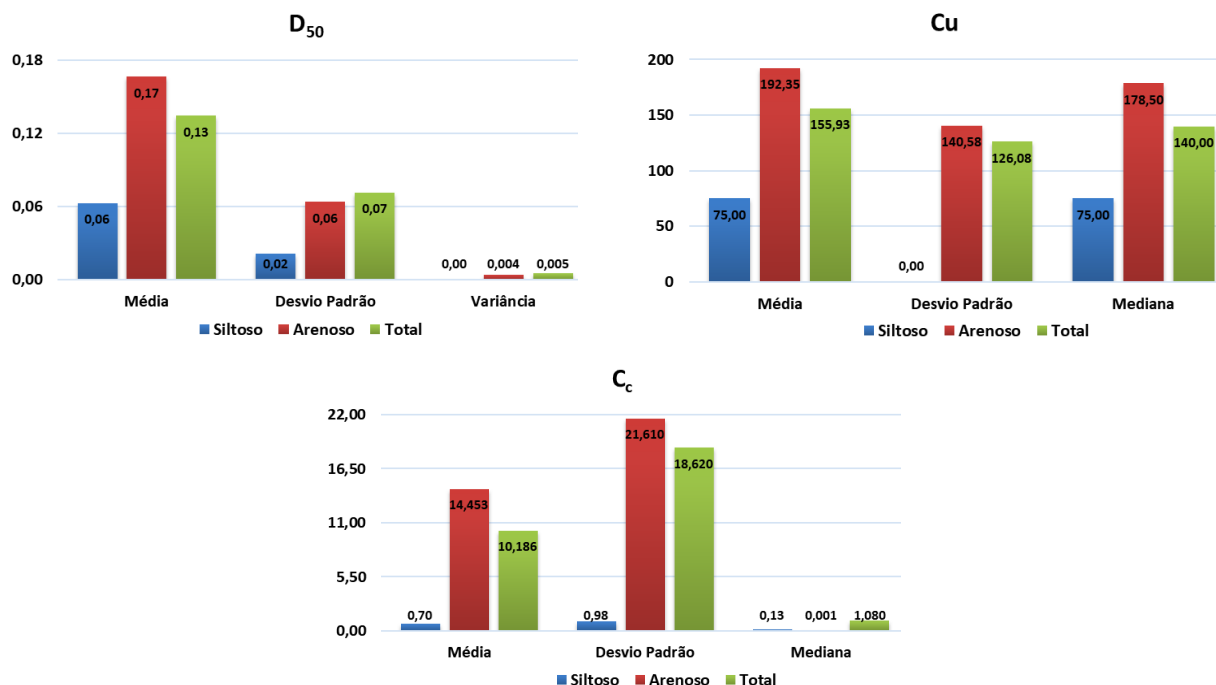 D₅₀
0,18
0,12
0,06
0,00
0,06 0,17 0,13
0,02 0,06 0,07
0,00 0,004 0,005
Média Desvio Padrão Variância
Siltoso Arenoso Total
Cu
200
150
100
50
0
75,00 192,35 155,93
0,00 140,58 126,08
75,00 178,50 140,00
Média Desvio Padrão Mediana
Siltoso Arenoso Total
C꜀
22,00
16,50
11,00
5,50
0,00
0,70 14,453 10,186
0,98 21,610 18,620
0,13 0,001 1,080
Média Desvio Padrão Mediana
Siltoso Arenoso Total